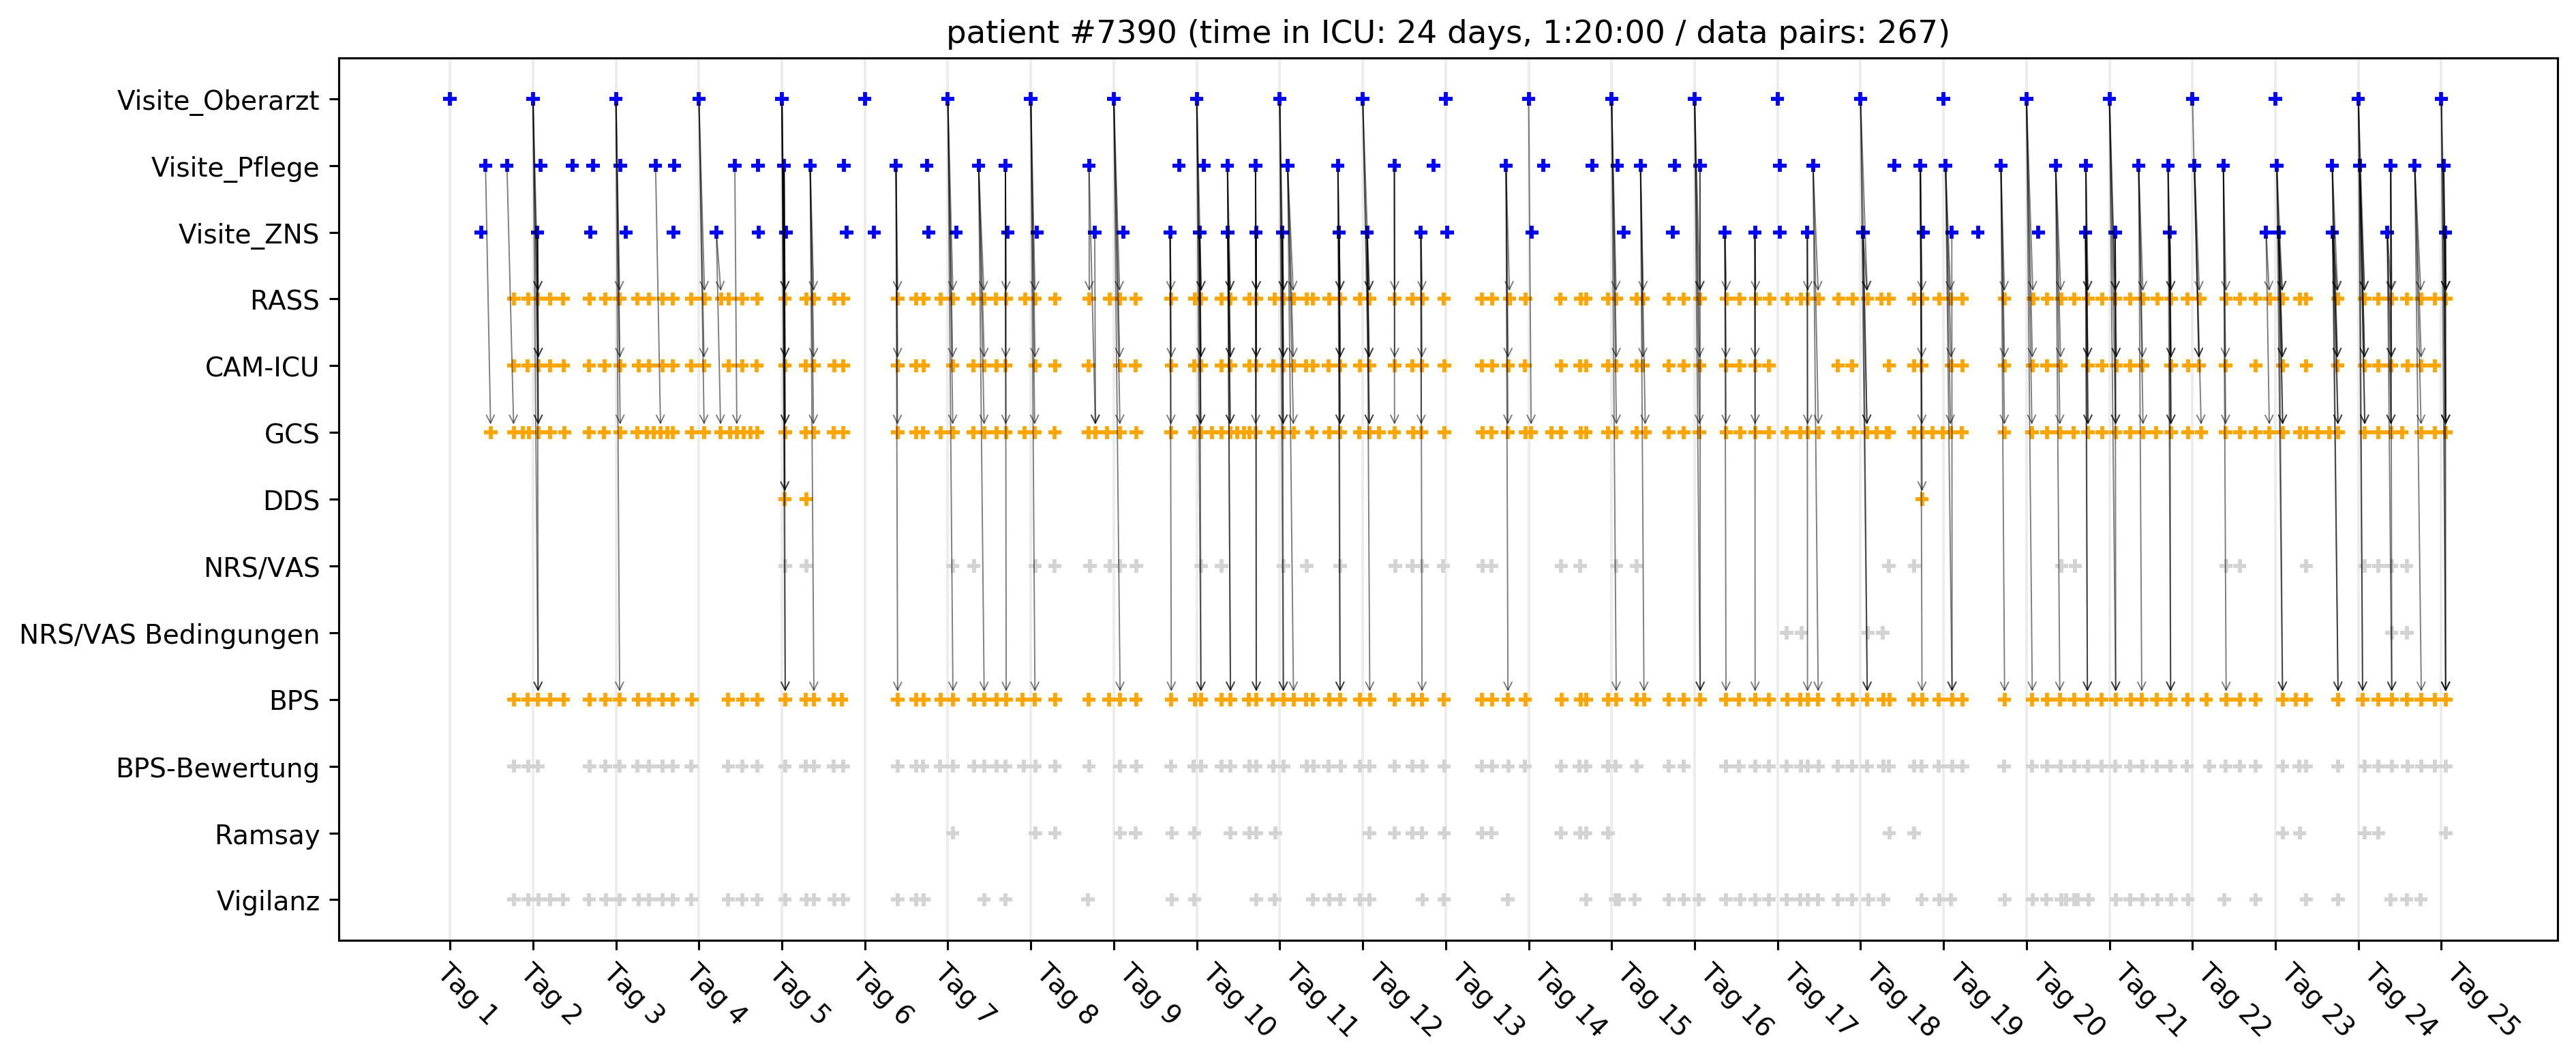 patient #7390 (time in ICU: 24 days, 1:20:00 / data pairs: 267)
Visite_Oberarzt
Visite_Pflege
Visite_ZNS
RASS
CAM-ICU
GCS
DDS
NRS/VAS
NRS/VAS Bedingungen
BPS
BPS-Bewertung
Ramsay
Vigilanz
Tag 1
Tag 2
Tag 3
Tag 4
Tag 5
Tag 6
Tag 7
Tag 8
Tag 9
Tag 10
Tag 11
Tag 12
Tag 13
Tag 14
Tag 15
Tag 16
Tag 17
Tag 18
Tag 19
Tag 20
Tag 21
Tag 22
Tag 23
Tag 24
Tag 25